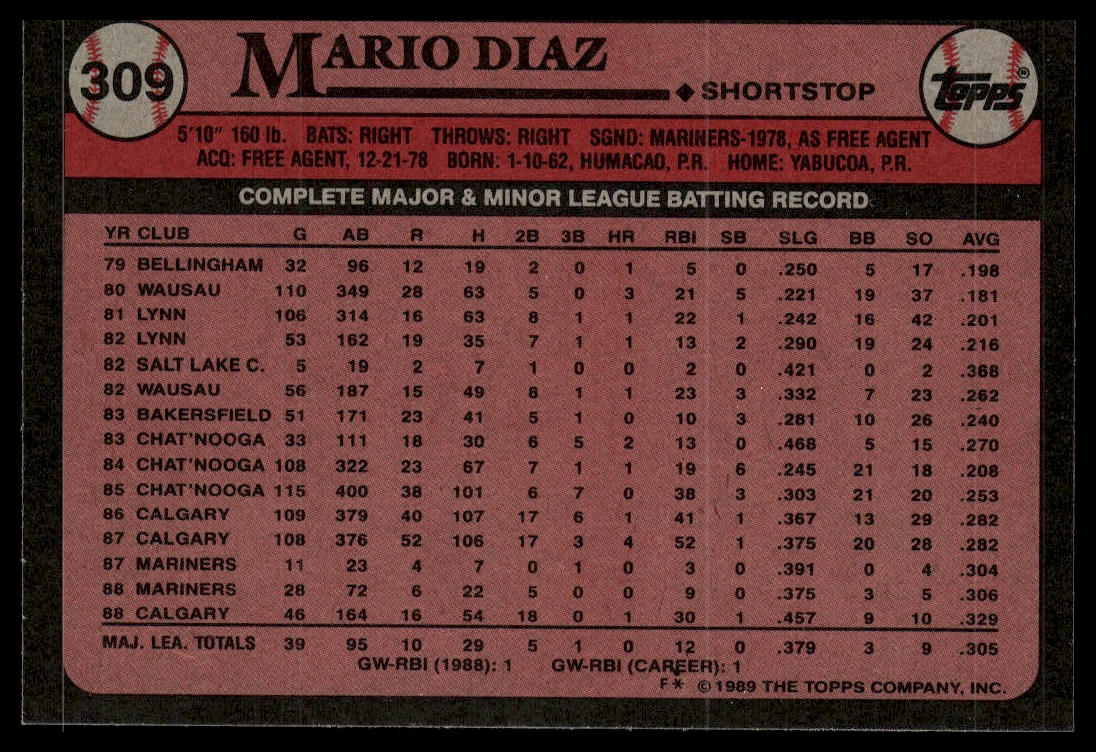 309 MARIO DIAZ
◆ SHORTSTOP topps®
5'10" 160 lb. BATS: RIGHT THROWS: RIGHT SGND: MARINERS-1978, AS FREE AGENT
ACQ: FREE AGENT, 12-21-78 BORN: 1-10-62, HUMACAO, P.R. HOME: YABUCOA, P.R.
COMPLETE MAJOR & MINOR LEAGUE BATTING RECORD
YR CLUB G AB R H 2B 3B HR RBI SB SLG BB SO AVG
79 BELLINGHAM 32 96 12 19 2 0 1 5 0 .250 5 17 .198
80 WAUSAU 110 349 28 63 5 0 3 21 5 .221 19 37 .181
81 LYNN 106 314 16 63 8 1 1 22 1 .242 16 42 .201
82 LYNN 53 162 19 35 7 1 1 13 2 .290 19 24 .216
82 SALT LAKE C. 5 19 2 7 1 0 0 2 0 .421 0 2 .368
82 WAUSAU 56 187 15 49 8 1 1 23 3 .332 7 23 .262
83 BAKERSFIELD 51 171 23 41 5 1 0 10 3 .281 10 26 .240
83 CHAT'NOOGA 33 111 18 30 6 5 2 13 0 .468 5 15 .270
84 CHAT'NOOGA 108 322 23 67 7 1 1 19 6 .245 21 18 .208
85 CHAT'NOOGA 115 400 38 101 6 7 0 38 3 .303 21 20 .253
86 CALGARY 109 379 40 107 17 6 1 41 1 .367 13 29 .282
87 CALGARY 108 376 52 106 17 3 4 52 1 .375 20 28 .282
87 MARINERS 11 23 4 7 0 1 0 3 0 .391 0 4 .304
88 MARINERS 28 72 6 22 5 0 0 9 0 .375 3 5 .306
88 CALGARY 46 164 16 54 18 0 1 30 1 .457 9 10 .329
MAJ. LEA. TOTALS 39 95 10 29 5 1 0 12 0 .379 3 9 .305
GW-RBI (1988): 1 GW-RBI (CAREER): 1
F* © 1989 THE TOPPS COMPANY, INC.